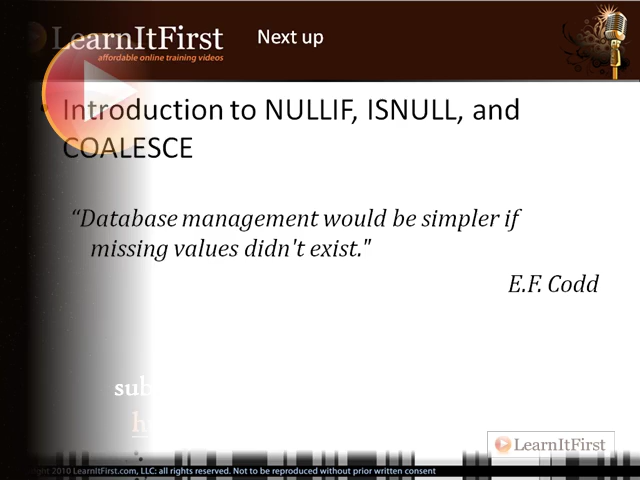 LearnItFirst
affordable online training videos
Next up
• Introduction to NULLIF, ISNULL, and
COALESCE
“Database management would be simpler if
missing values didn't exist."
E.F. Codd
sub
LearnItFirst
2010 LearnItFirst.com, LLC: all rights reserved. Not to be reproduced without prior written consent